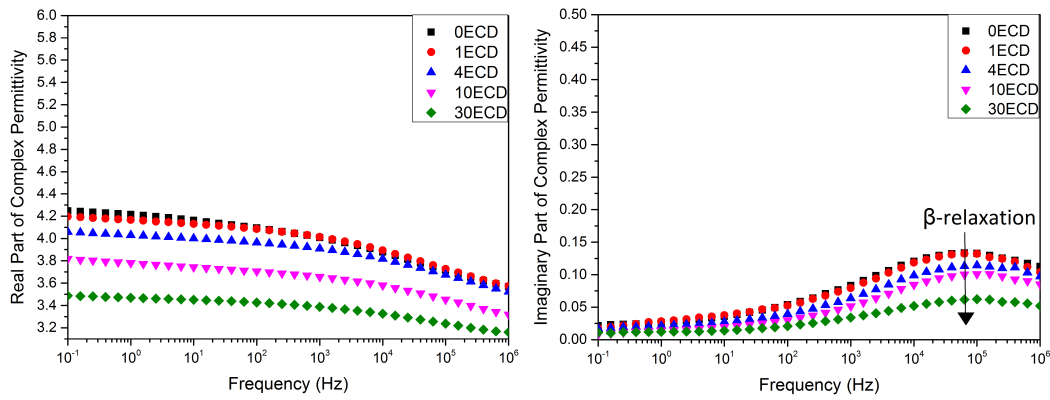 Real Part of Complex Permittivity
6.0
5.8
5.6
5.4
5.2
5.0
4.8
4.6
4.4
4.2
4.0
3.8
3.6
3.4
3.2
0ECD
1ECD
4ECD
10ECD
30ECD
10⁻¹ 10⁰ 10¹ 10² 10³ 10⁴ 10⁵ 10⁶
Frequency (Hz)
Imaginary Part of Complex Permittivity
0.50
0.45
0.40
0.35
0.30
0.25
0.20
0.15
0.10
0.05
0.00
0ECD
1ECD
4ECD
10ECD
30ECD
β-relaxation
10⁻¹ 10⁰ 10¹ 10² 10³ 10⁴ 10⁵ 10⁶
Frequency (Hz)